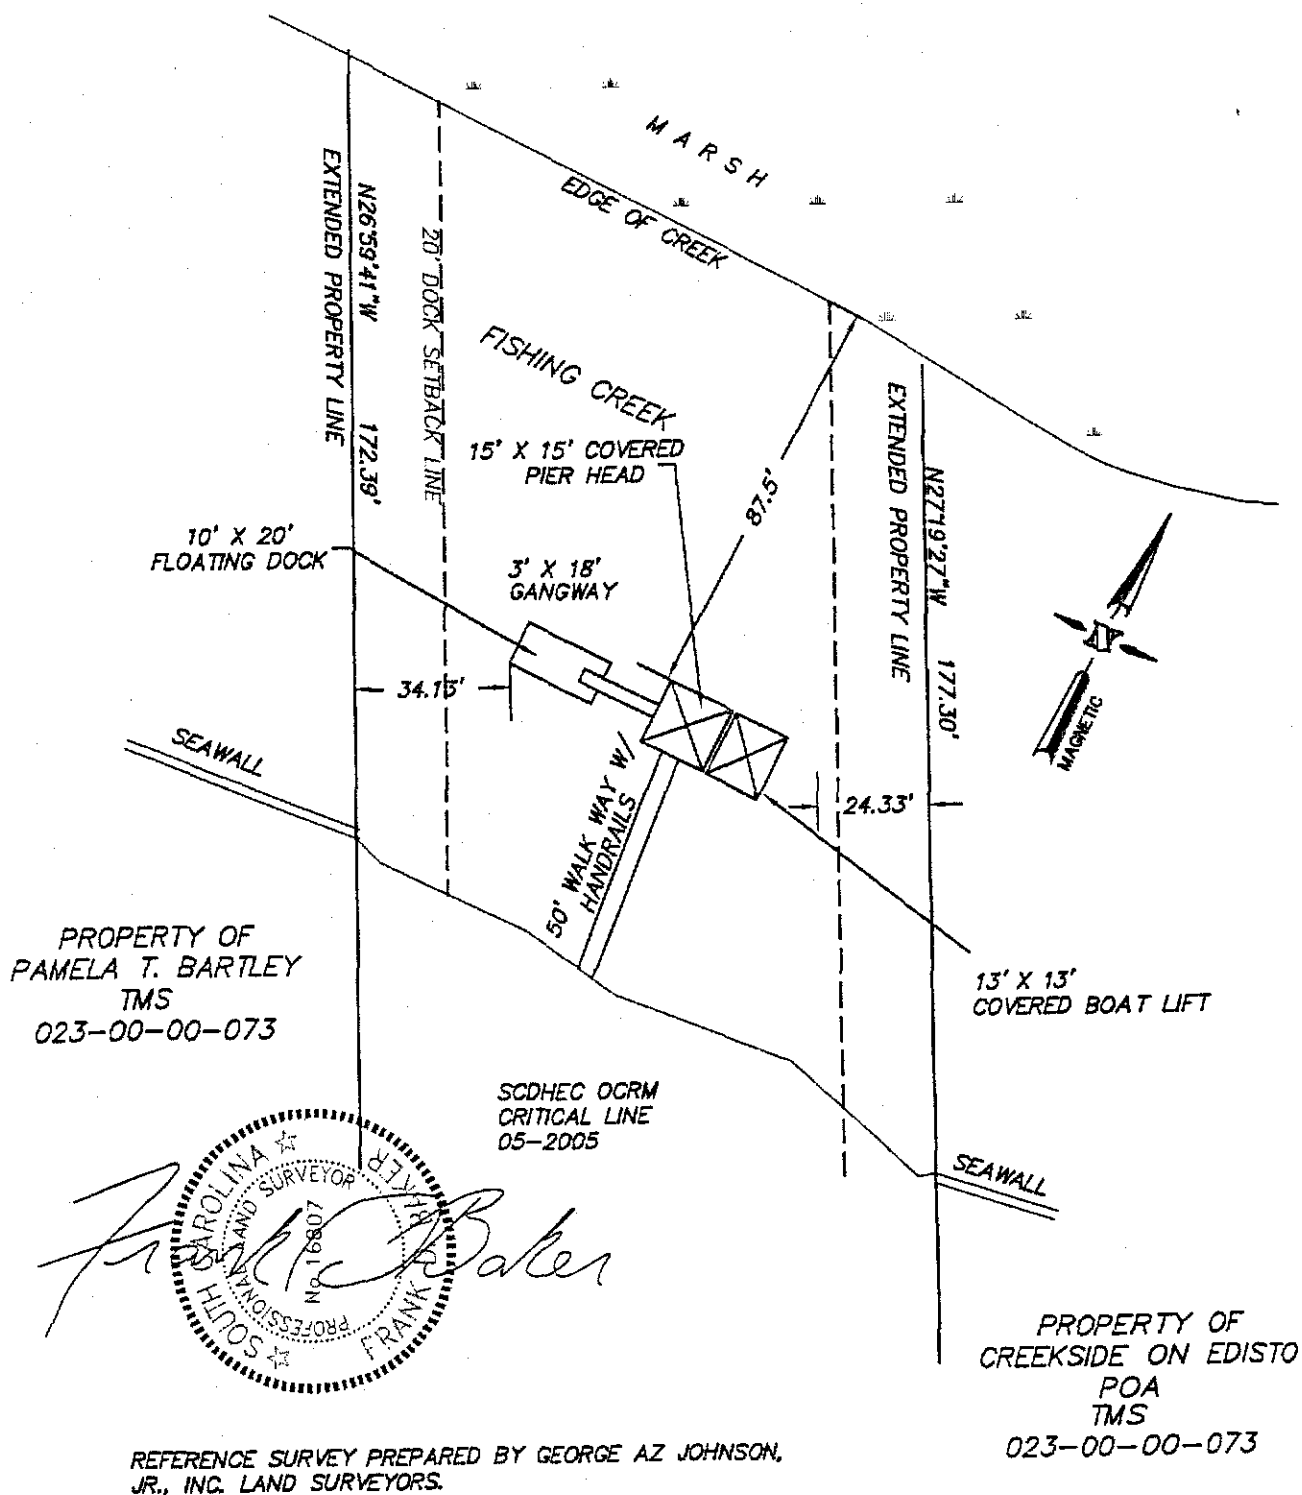 MARSH
EDGE OF CREEK
N26°59'41"W 172.39'
EXTENDED PROPERTY LINE
20' DOCK SETBACK LINE
FISHING CREEK
15' X 15' COVERED
PIER HEAD
87.5'
EXTENDED PROPERTY LINE
N27°19'27"W 177.30'
10' X 20'
FLOATING DOCK
3' X 18'
GANGWAY
N
MAGNETIC
34.13'
SEAWALL
50' WALK WAY W/
HANDRAILS
24.33'
PROPERTY OF
PAMELA T. BARTLEY
TMS
023-00-00-073
13' X 13'
COVERED BOAT LIFT
SCDHEC OCRM
CRITICAL LINE
05-2005
SEAWALL
SOUTH CAROLINA
PROFESSIONAL LAND SURVEYOR
No 16807
FRANK BAKER
Frank Baker
PROPERTY OF
CREEKSIDE ON EDISTO
POA
TMS
023-00-00-073
REFERENCE SURVEY PREPARED BY GEORGE AZ JOHNSON,
JR., INC. LAND SURVEYORS.